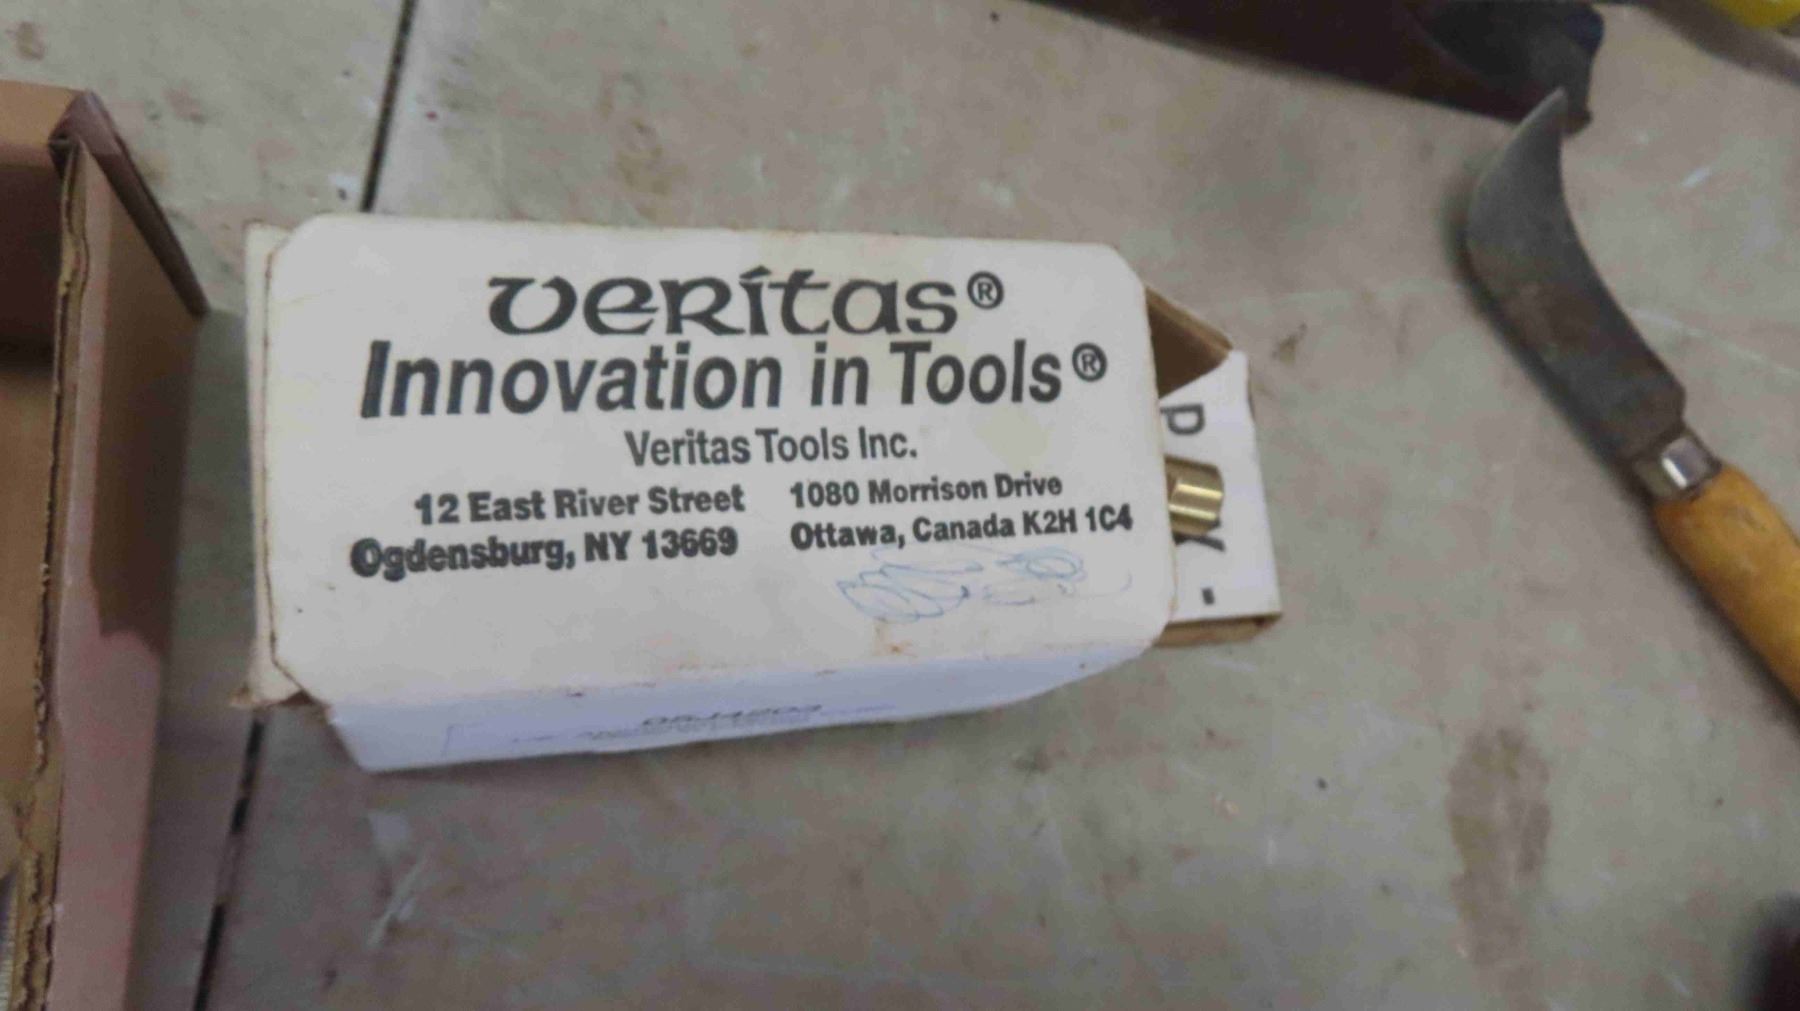 veritas®
Innovation in Tools®
Veritas Tools Inc.
12 East River Street 1080 Morrison Drive
Ogdensburg, NY 13669 Ottawa, Canada K2H 1C4